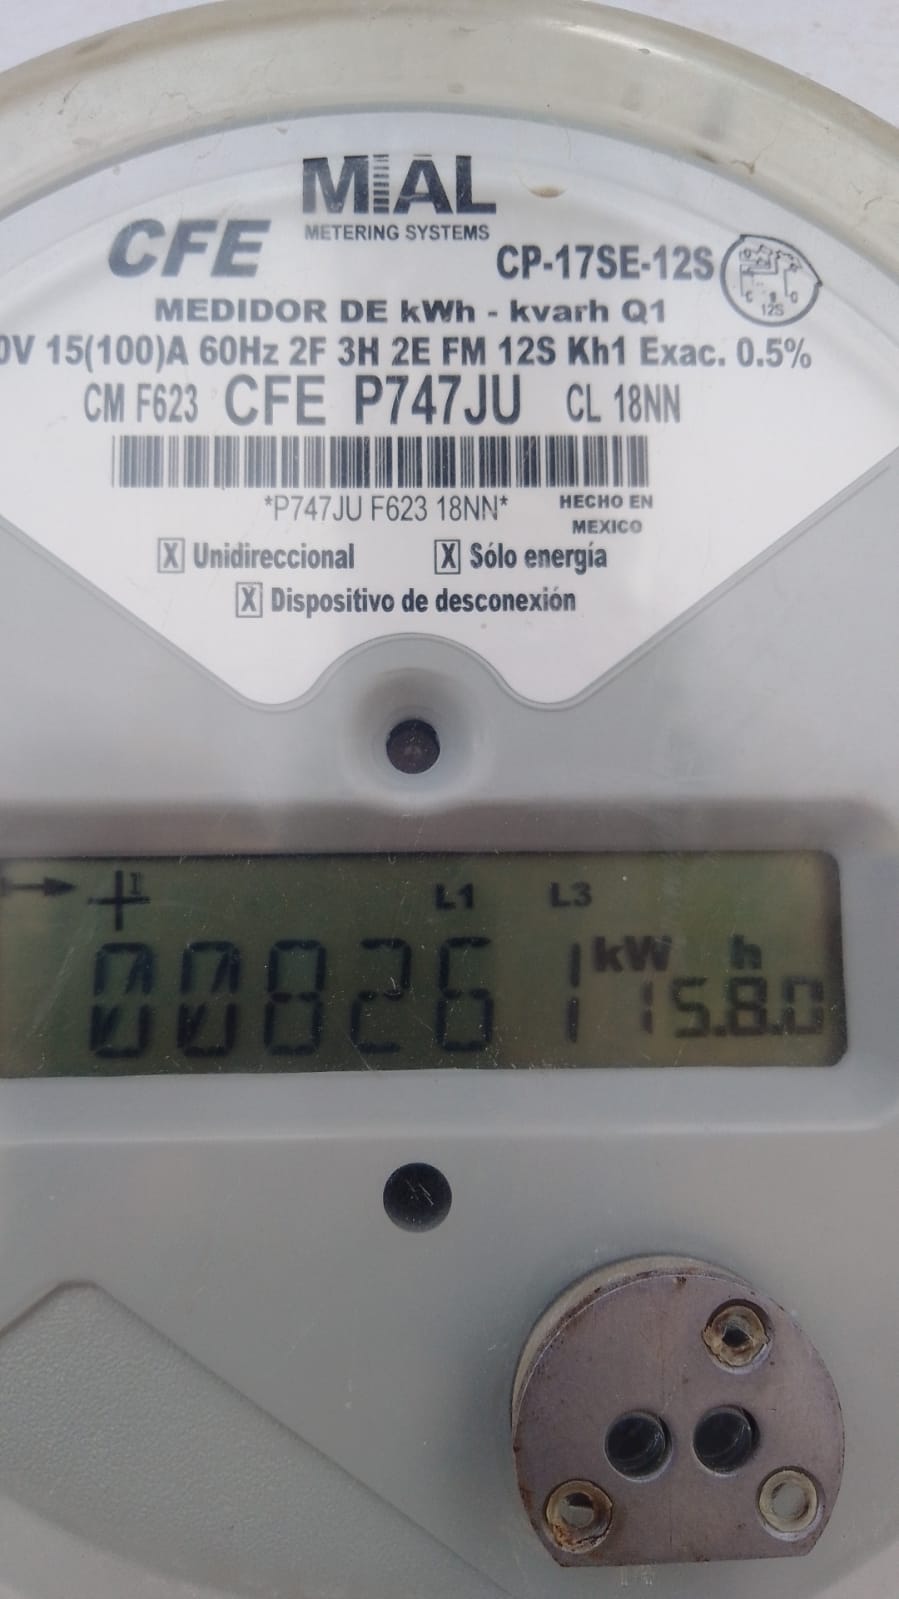 MIAL
METERING SYSTEMS
CFE
CP-17SE-12S
12S
MEDIDOR DE kWh - kvarh Q1
0V 15(100)A 60Hz 2F 3H 2E FM 12S Kh1 Exac. 0.5%
CM F623 CFE P747JU CL 18NN
*P747JU F623 18NN*
HECHO EN
MEXICO
X Unidireccional X Sólo energía
X Dispositivo de desconexión
L1 L3
kW h
008261 15.8.0